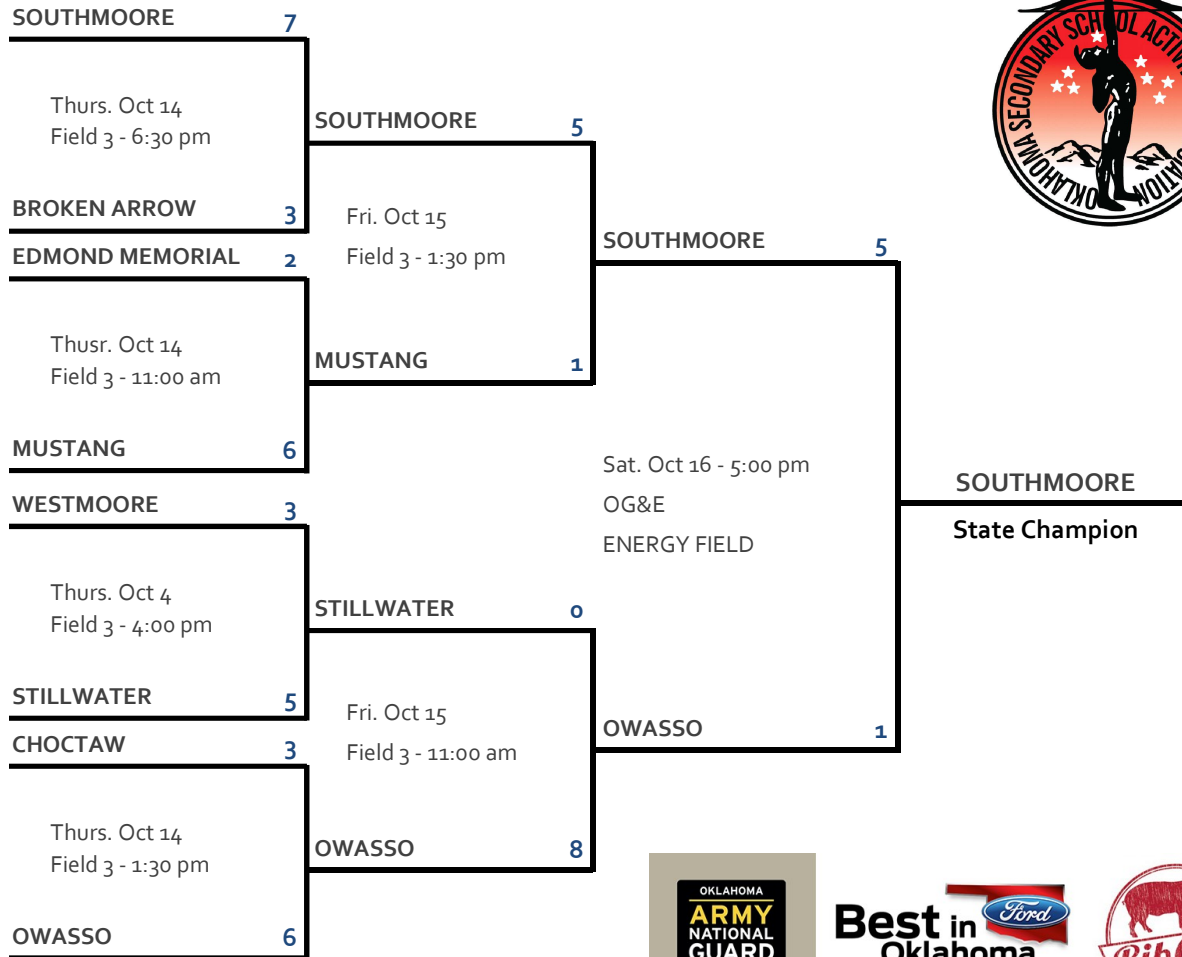 SOUTHMOORE 7
Thurs. Oct 14
Field 3 - 6:30 pm
BROKEN ARROW 3
EDMOND MEMORIAL 2
Thusr. Oct 14
Field 3 - 11:00 am
MUSTANG 6
WESTMOORE 3
Thurs. Oct 4
Field 3 - 4:00 pm
STILLWATER 5
CHOCTAW 3
Thurs. Oct 14
Field 3 - 1:30 pm
OWASSO 6
SOUTHMOORE 5
Fri. Oct 15
Field 3 - 1:30 pm
MUSTANG 1
STILLWATER 0
Fri. Oct 15
Field 3 - 11:00 am
OWASSO 8
SOUTHMOORE 5
Sat. Oct 16 - 5:00 pm
OG&E
ENERGY FIELD
OWASSO 1
SOUTHMOORE
State Champion
OKLAHOMA SECONDARY SCHOOL
OKLAHOMA
ARMY
NATIONAL
GUARD
Best in
Ford
Oklahoma